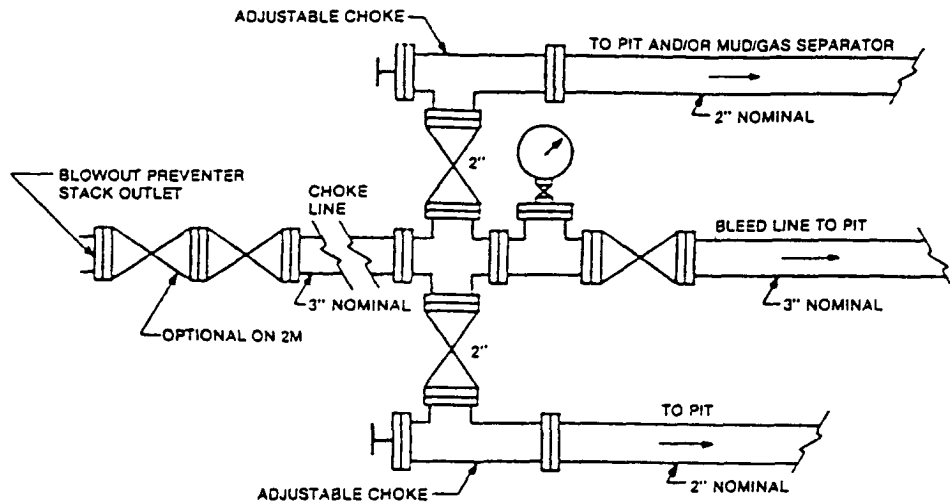 ADJUSTABLE CHOKE
TO PIT AND/OR MUD/GAS SEPARATOR
2" NOMINAL
2"
BLOWOUT PREVENTER
STACK OUTLET
CHOKE
LINE
BLEED LINE TO PIT
3" NOMINAL
3" NOMINAL
OPTIONAL ON 2M
2"
TO PIT
2" NOMINAL
ADJUSTABLE CHOKE